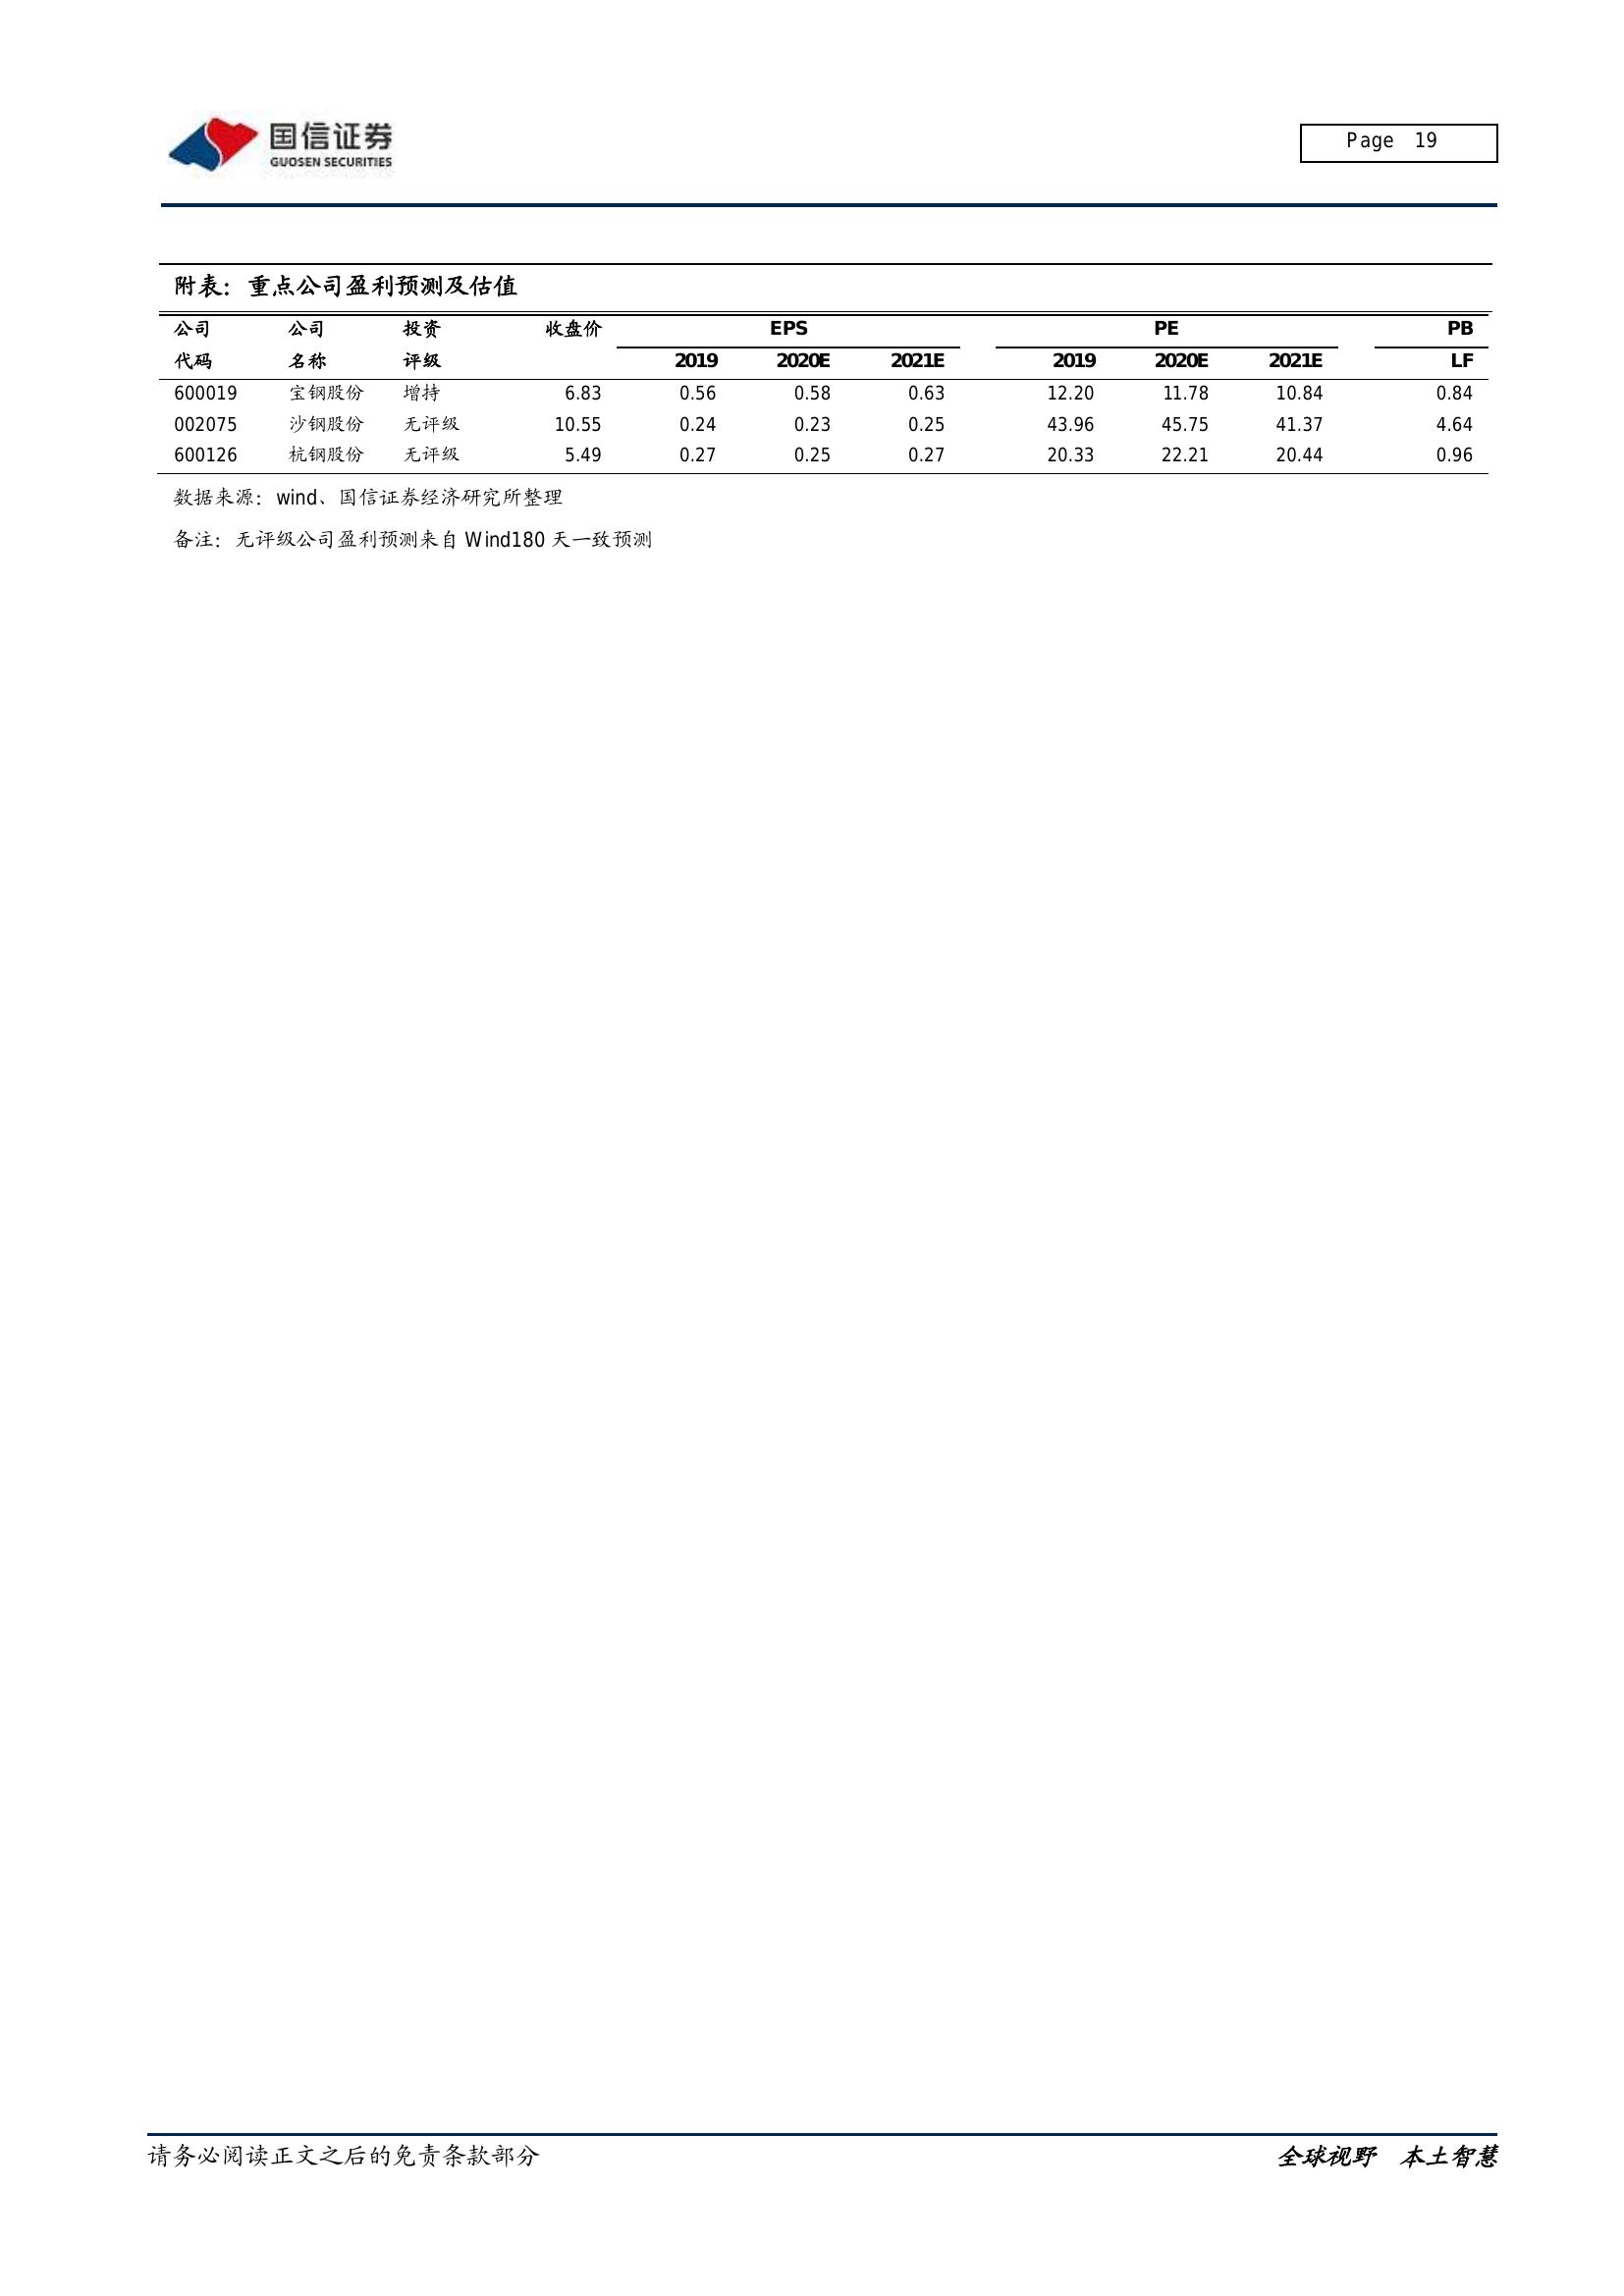 国信证券
GUOSEN SECURITIES
Page 19
附表：重点公司盈利预测及估值
公司 公司 投资 收盘价 EPS PE PB
代码 名称 评级 2019 2020E 2021E 2019 2020E 2021E LF
600019 宝钢股份 增持 6.83 0.56 0.58 0.63 12.20 11.78 10.84 0.84
002075 沙钢股份 无评级 10.55 0.24 0.23 0.25 43.96 45.75 41.37 4.64
600126 杭钢股份 无评级 5.49 0.27 0.25 0.27 20.33 22.21 20.44 0.96
数据来源：wind、国信证券经济研究所整理
备注：无评级公司盈利预测来自 Wind180 天一致预测
请务必阅读正文之后的免责条款部分 全球视野 本土智慧